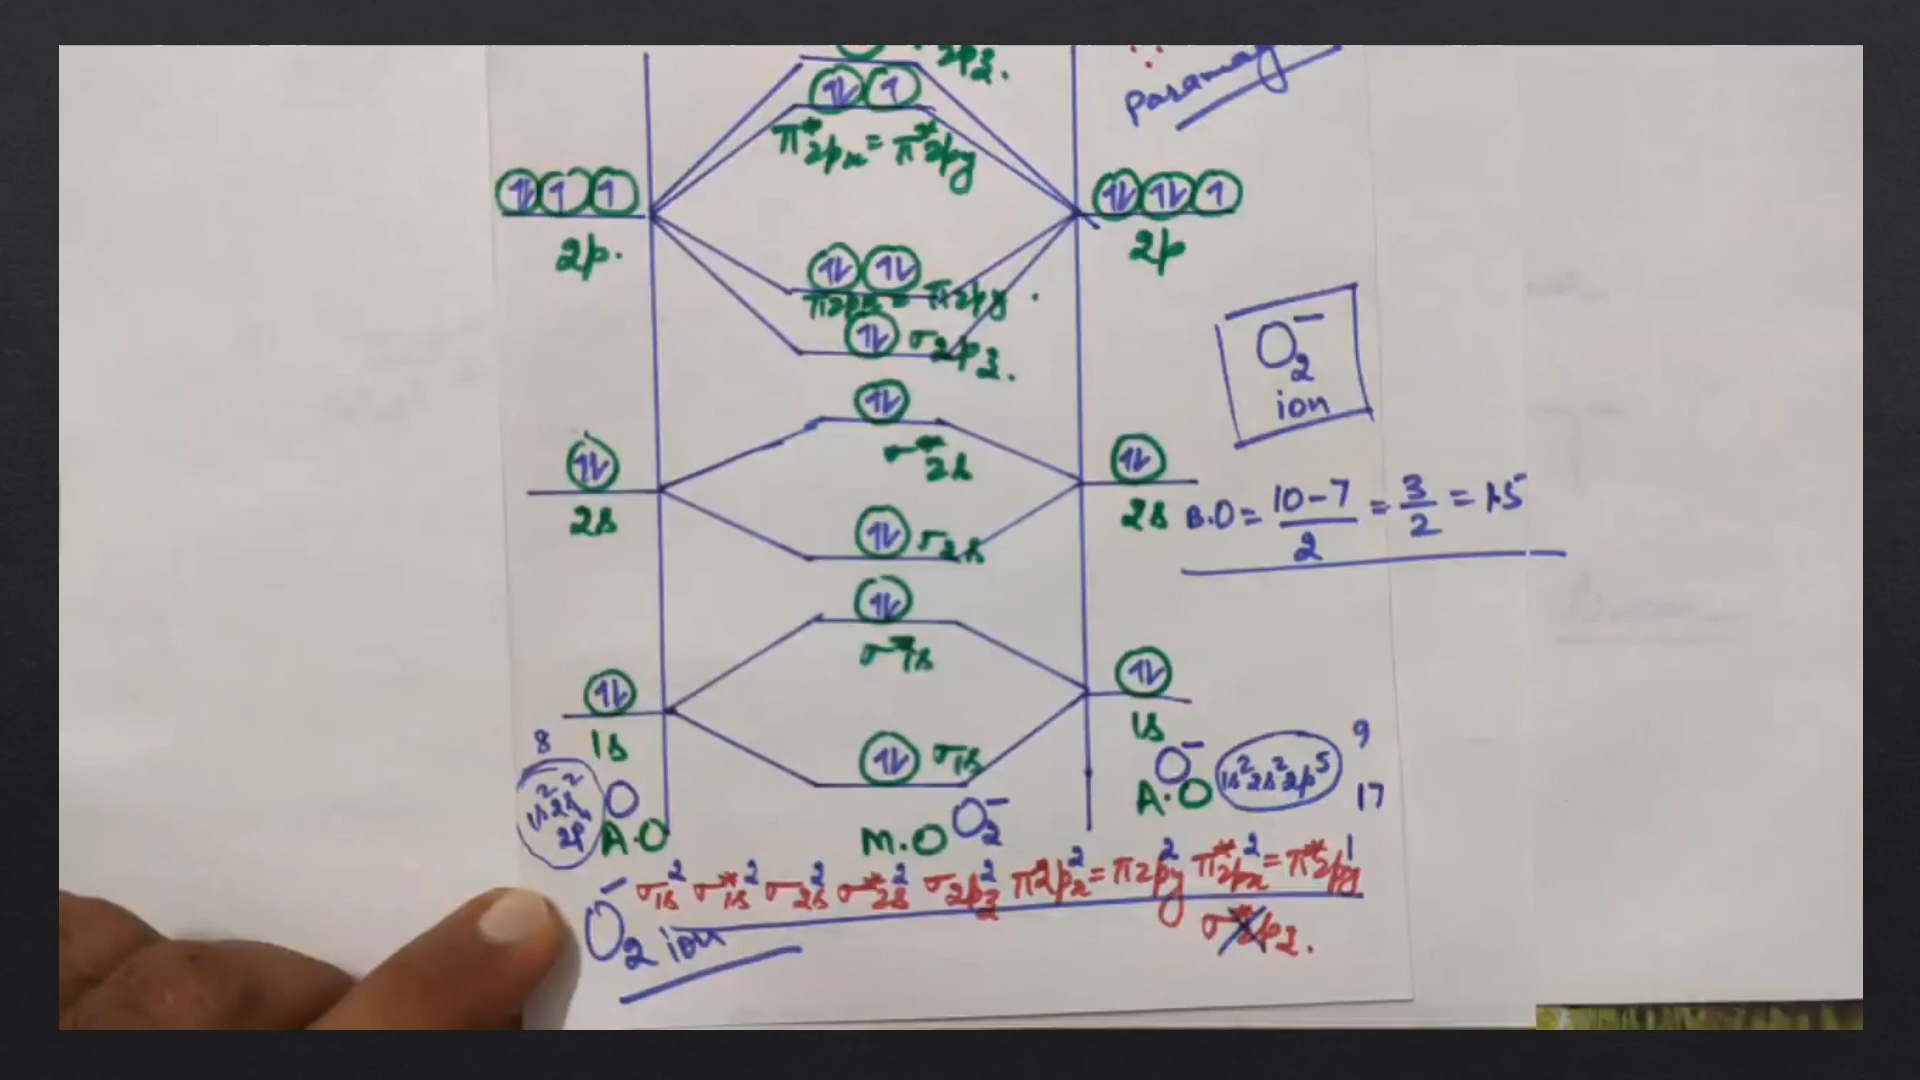 2pz.
paramag
π*2px = π*2py
2p.
2p
π2px = π2py.
σ2pz.
O2-
ion
σ*2s
2s
2s
B.O = 10-7/2 = 3/2 = 1.5
σ2s
σ*1s
1s
1s
σ1s
8
9
1s2 2s2
2p
O
O-
1s2 2s2 2p5
17
A.O
M.O O2-
A.O
σ1s2 σ*1s2 σ2s2 σ*2s2 σ2pz2 π2px2 = π2py2 π*2px2 = π*2py1
O2- ion
σ*2pz.